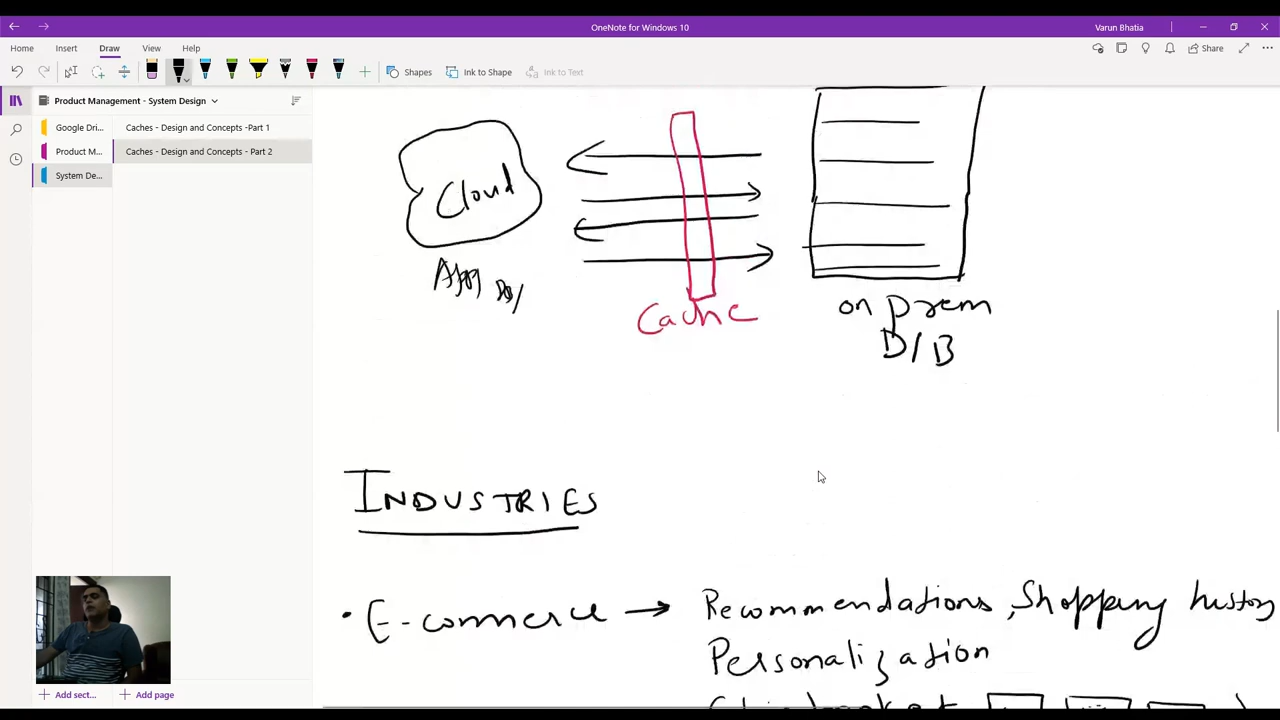 OneNote for Windows 10
Varun Bhatia
Home Insert Draw View Help
Share
Shapes Ink to Shape Ink to Text
Product Management - System Design
Google Dri... Caches - Design and Concepts -Part 1
Product M... Caches - Design and Concepts - Part 2
System De...
Cloud
App
Cache
on prem
D/B
INDUSTRIES
• E-commerce → Recommendations, Shopping history
Personalization
+ Add sect... + Add page